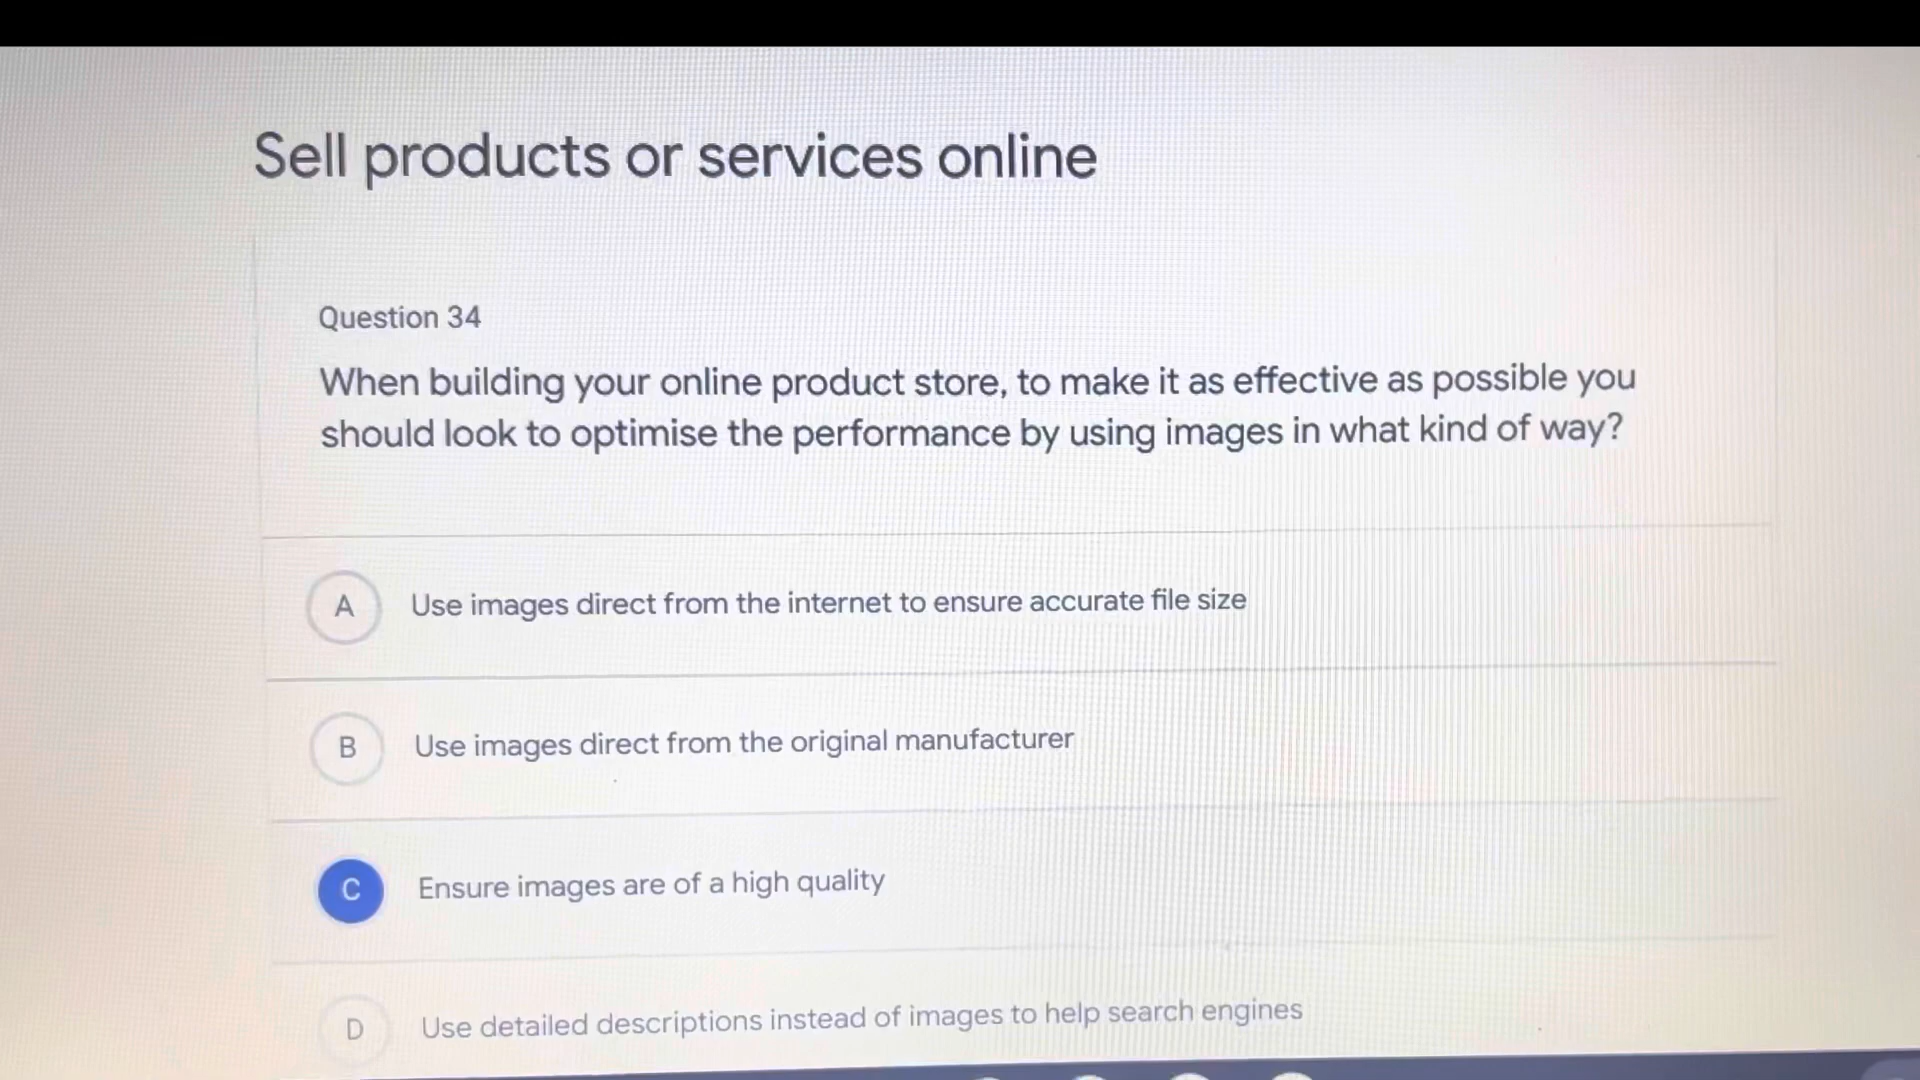 Sell products or services online
Question 34
When building your online product store, to make it as effective as possible you
should look to optimise the performance by using images in what kind of way?
A Use images direct from the internet to ensure accurate file size
B Use images direct from the original manufacturer
C Ensure images are of a high quality
D Use detailed descriptions instead of images to help search engines